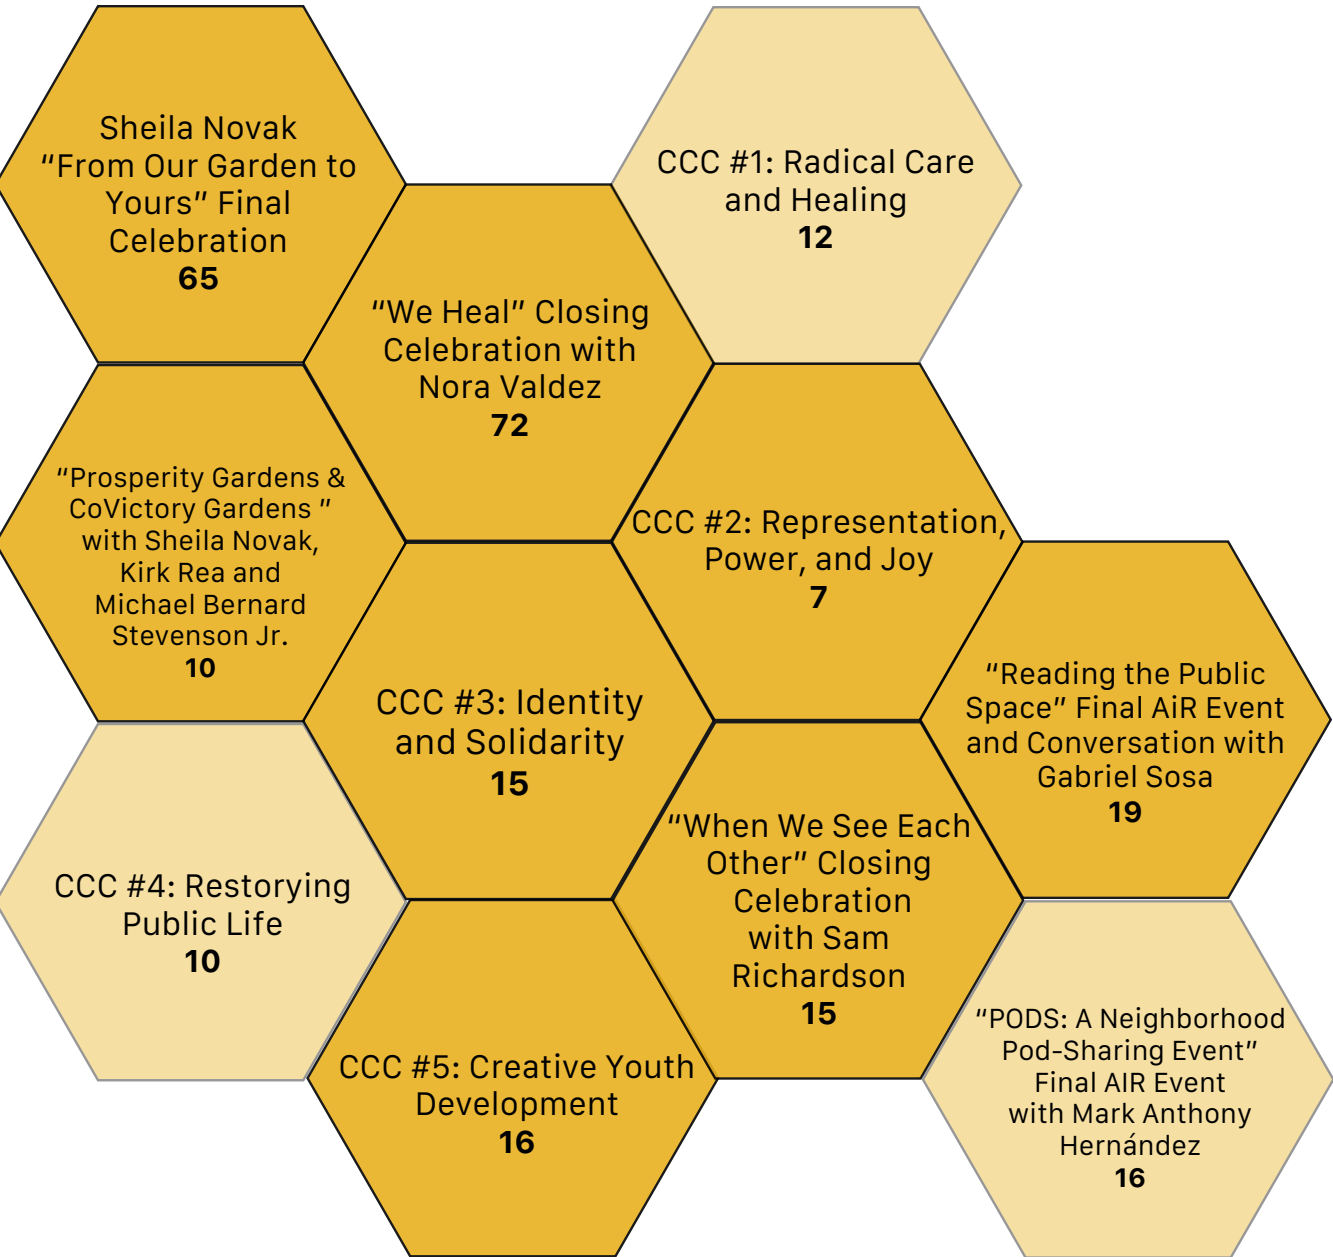 Sheila Novak
“From Our Garden to
Yours” Final
Celebration
65
CCC #1: Radical Care
and Healing
12
“We Heal” Closing
Celebration with
Nora Valdez
72
“Prosperity Gardens &
CoVictory Gardens ”
with Sheila Novak,
Kirk Rea and
Michael Bernard
Stevenson Jr.
10
CCC #2: Representation,
Power, and Joy
7
CCC #3: Identity
and Solidarity
15
“Reading the Public
Space” Final AiR Event
and Conversation with
Gabriel Sosa
19
CCC #4: Restorying
Public Life
10
“When We See Each
Other” Closing
Celebration
with Sam
Richardson
15
CCC #5: Creative Youth
Development
16
“PODS: A Neighborhood
Pod-Sharing Event”
Final AIR Event
with Mark Anthony
Hernández
16